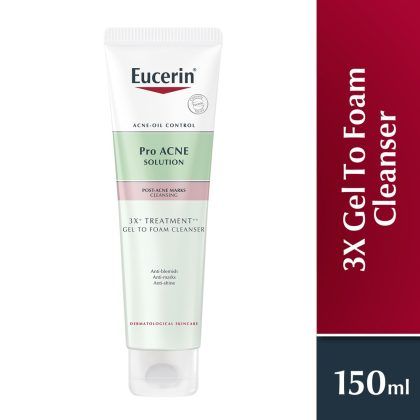 Eucerin®
ACNE-OIL CONTROL
Pro ACNE
SOLUTION
POST-ACNE MARKS
CLEANSING
3X* TREATMENT**
GEL TO FOAM CLEANSER
Anti-blemish
Anti-marks
Anti-shine
DERMATOLOGICAL SKINCARE
3X Gel To Foam
Cleanser
150ml